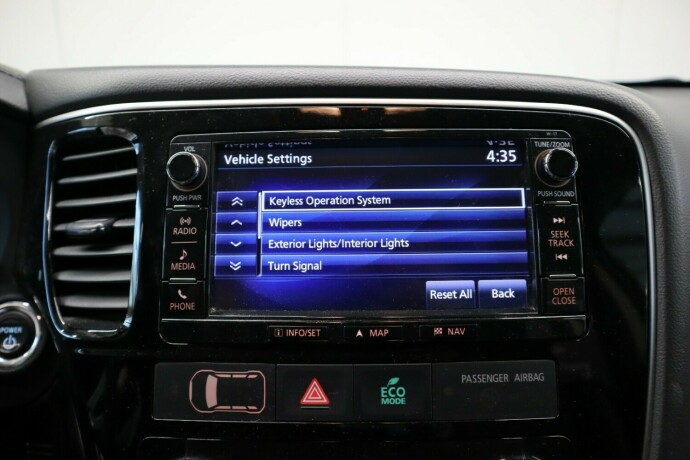 VOL
PUSH PWR
RADIO
MEDIA
PHONE
Vehicle Settings
4:35
Keyless Operation System
Wipers
Exterior Lights/Interior Lights
Turn Signal
Reset All
Back
TUNE/ZOOM
PUSH SOUND
SEEK
TRACK
OPEN
CLOSE
i INFO/SET
MAP
NAV
POWER
ECO
MODE
PASSENGER AIRBAG